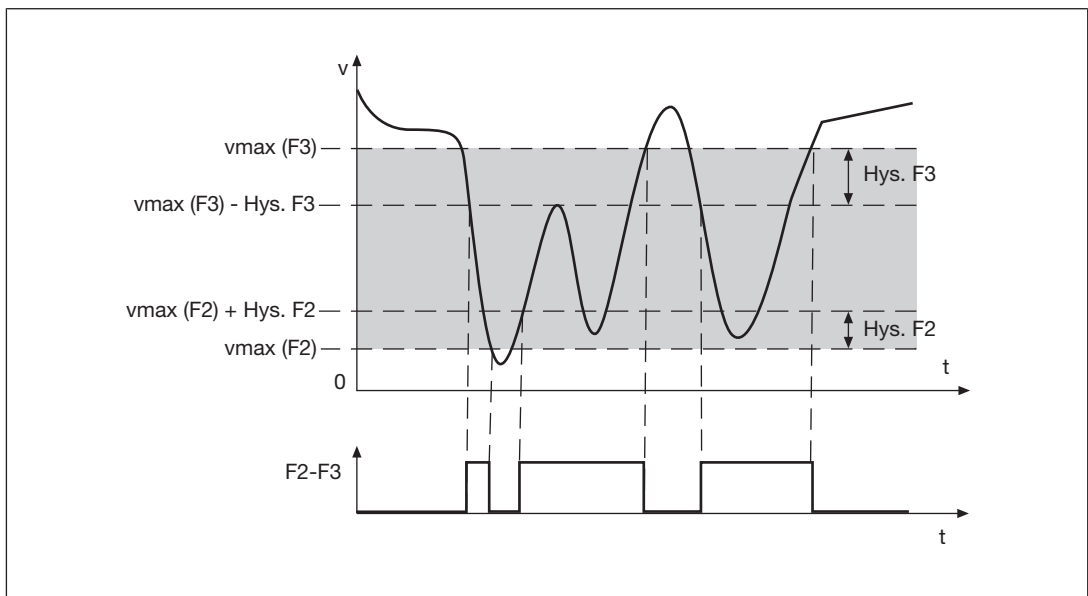 v
vmax (F3)
Hys. F3
vmax (F3) - Hys. F3
vmax (F2) + Hys. F2
Hys. F2
vmax (F2)
t
0
F2-F3
t